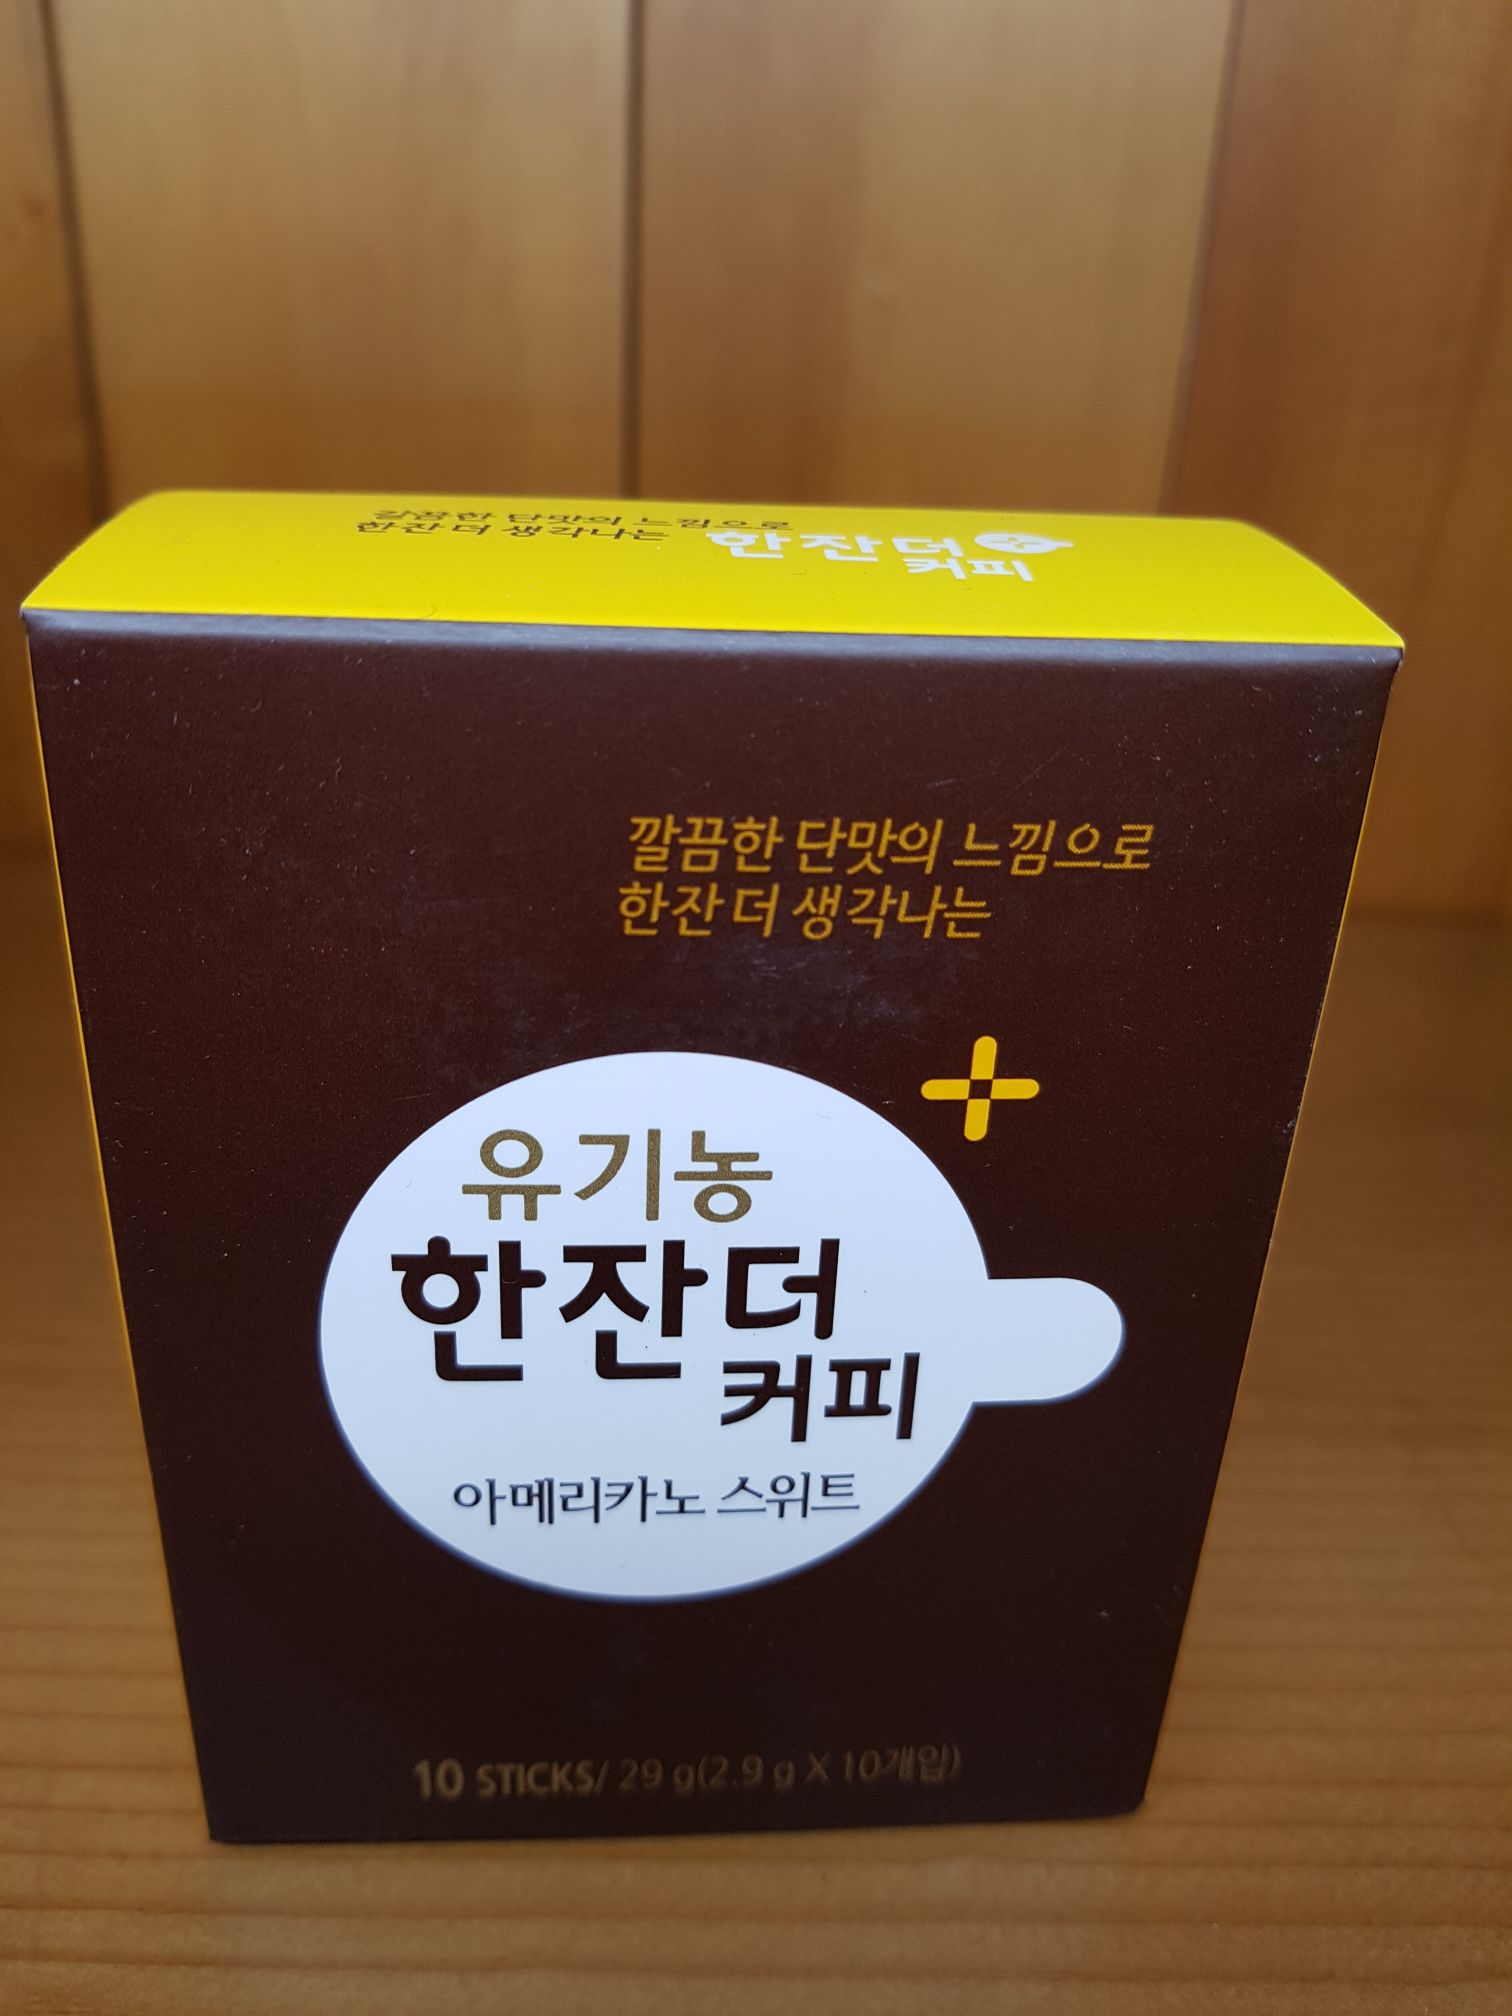 깔끔한 단맛의 느낌으로
한잔 더 생각나는
한잔더
커피
깔끔한 단맛의 느낌으로
한잔 더 생각나는
유기농
한잔더
커피
아메리카노 스위트
10 STICKS/ 29 g(2.9 g X 10개입)